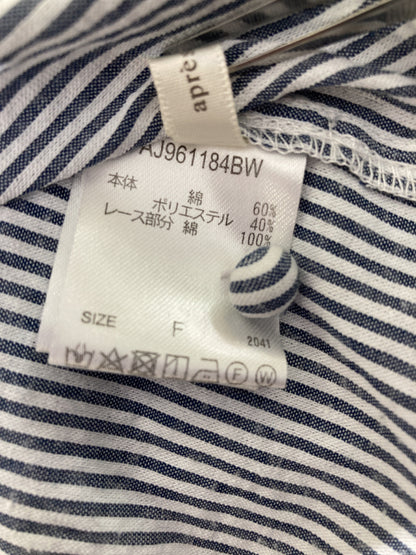 après
AJ961184BW
本体 綿 60%
ポリエステル 40%
レース部分 綿 100%
SIZE F
2041
F W